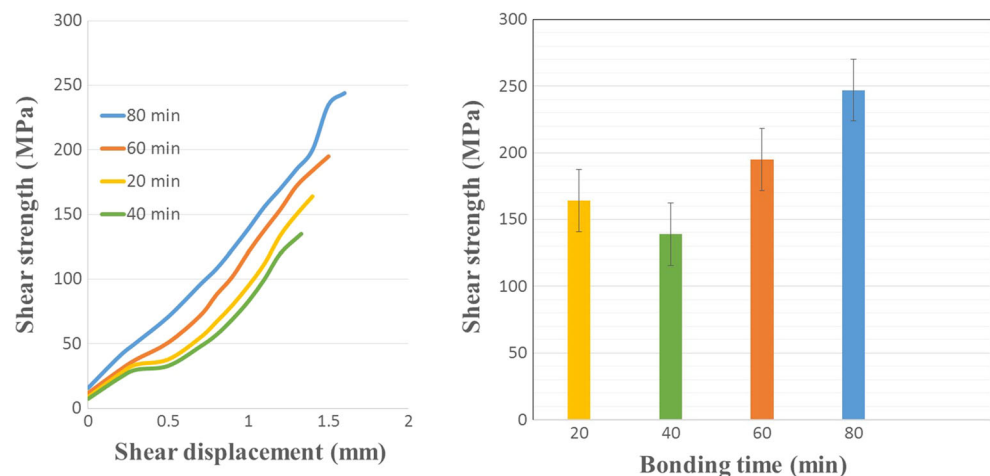 300
250
200
150
100
50
0
Shear strength (MPa)
80 min
60 min
20 min
40 min
0 0.5 1 1.5 2
Shear displacement (mm)
300
250
200
150
100
50
0
Shear strength (MPa)
20 40 60 80
Bonding time (min)